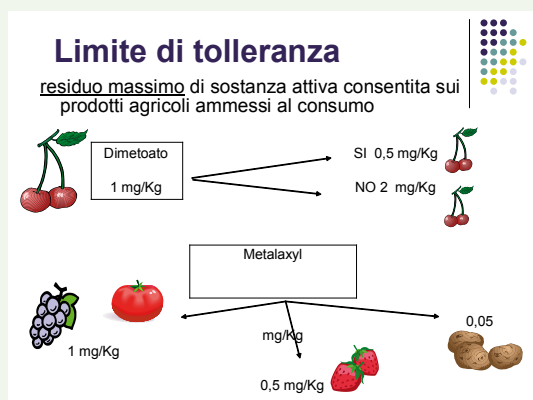 Limite di tolleranza
residuo massimo di sostanza attiva consentita sui
prodotti agricoli ammessi al consumo
Dimetoato
1 mg/Kg
SI 0,5 mg/Kg
NO 2 mg/Kg
Metalaxyl
1 mg/Kg
mg/Kg
0,5 mg/Kg
0,05